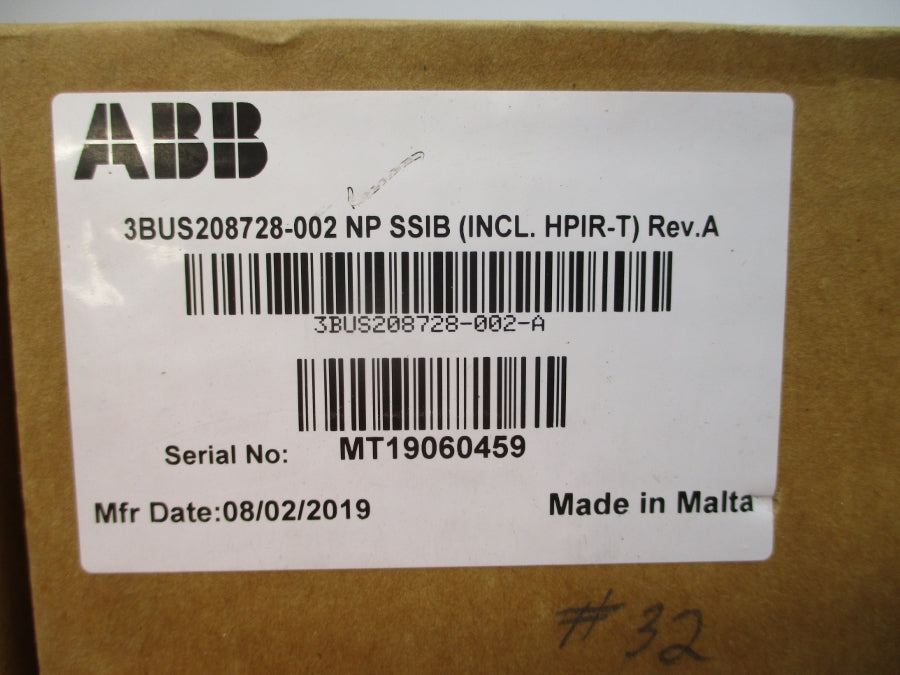 ABB
3BUS208728-002 NP SSIB (INCL. HPIR-T) Rev.A
3BUS208728-002-A
Serial No: MT19060459
Mfr Date:08/02/2019 Made in Malta
# 32